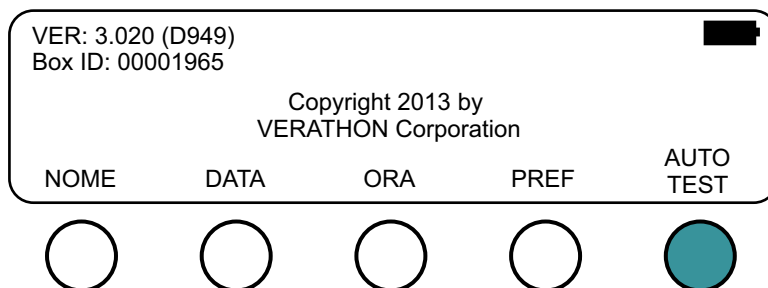 VER: 3.020 (D949)
Box ID: 00001965
Copyright 2013 by
VERATHON Corporation
NOME DATA ORA PREF AUTO TEST